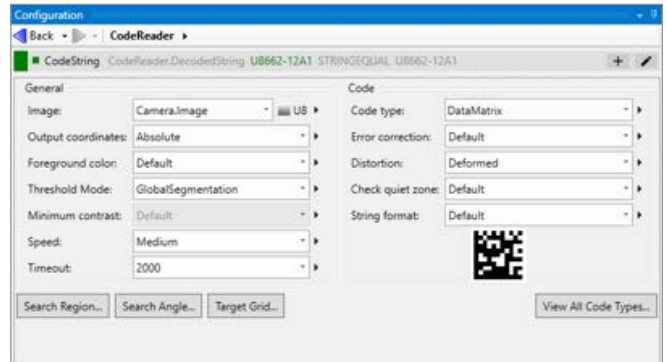 Configuration
Back CodeReader
CodeString CodeReader.DecodedString U8662-12A1 STRINGEQUAL U8662-12A1
General
Image: Camera.Image U8
Output coordinates: Absolute
Foreground color: Default
Threshold Mode: GlobalSegmentation
Minimum contrast: Default
Speed: Medium
Timeout: 2000
Code
Code type: DataMatrix
Error correction: Default
Distortion: Deformed
Check quiet zone: Default
String format: Default
Search Region... Search Angle... Target Grid... View All Code Types...